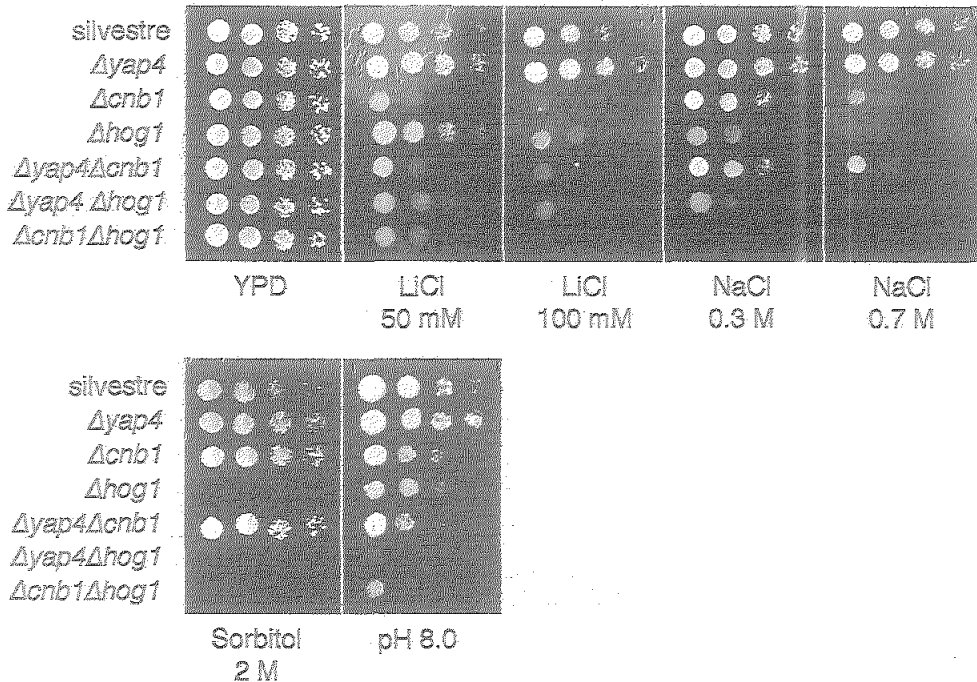 silvestre
Δyap4
Δcnb1
Δhog1
Δyap4Δcnb1
Δyap4 Δhog1
Δcnb1Δhog1
YPD
LiCl
50 mM
LiCl
100 mM
NaCl
0.3 M
NaCl
0.7 M
silvestre
Δyap4
Δcnb1
Δhog1
Δyap4Δcnb1
Δyap4Δhog1
Δcnb1Δhog1
Sorbitol
2 M
pH 8.0